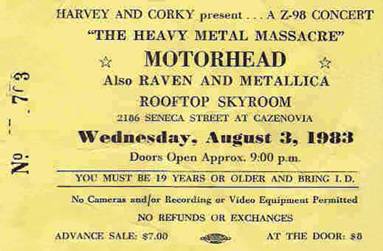 HARVEY AND CORKY present . . . A Z-98 CONCERT
"THE HEAVY METAL MASSACRE"
☆ MOTORHEAD ☆
Also RAVEN AND METALLICA
ROOFTOP SKYROOM
2186 SENECA STREET AT CAZENOVIA
Wednesday, August 3, 1983
Doors Open Approx. 9:00 p.m.
YOU MUST BE 19 YEARS OR OLDER AND BRING I.D.
No Cameras and/or Recording or Video Equipment Permitted
NO REFUNDS OR EXCHANGES
ADVANCE SALE: $7.00 AT THE DOOR: $8
No